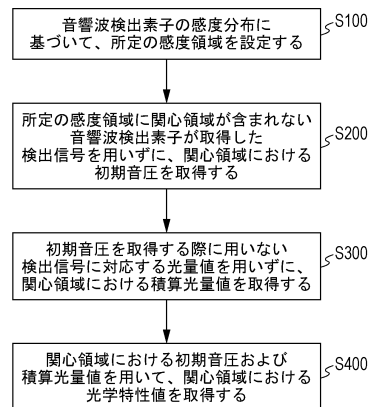 音響波検出素子の感度分布に
基づいて、所定の感度領域を設定する
S100
所定の感度領域に関心領域が含まれない
音響波検出素子が取得した
検出信号を用いずに、関心領域における
初期音圧を取得する
S200
初期音圧を取得する際に用いない
検出信号に対応する光量値を用いずに、
関心領域における積算光量値を取得する
S300
関心領域における初期音圧および
積算光量値を用いて、関心領域における
光学特性値を取得する
S400